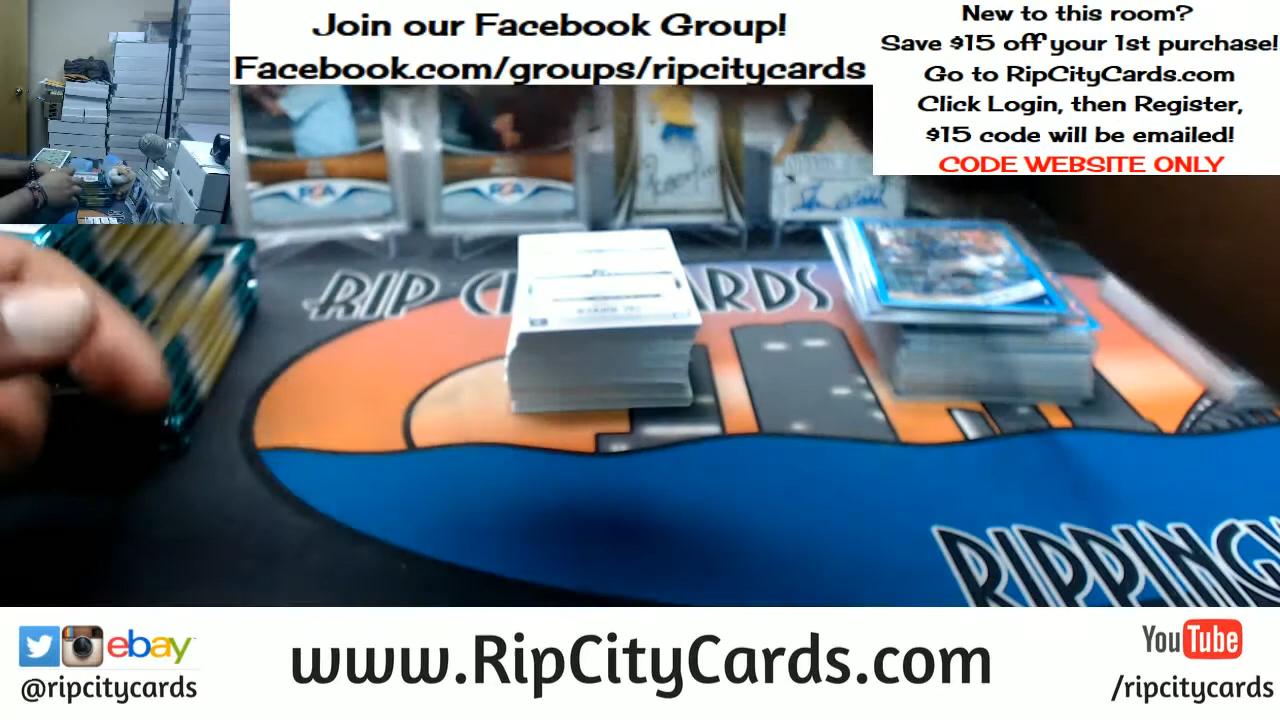 Join our Facebook Group!
Facebook.com/groups/ripcitycards
New to this room?
Save $15 off your 1st purchase!
Go to RipCityCards.com
Click Login, then Register,
$15 code will be emailed!
CODE WEBSITE ONLY
RIP
RIPPING
ebay
@ripcitycards
www.RipCityCards.com
YouTube
/ripcitycards